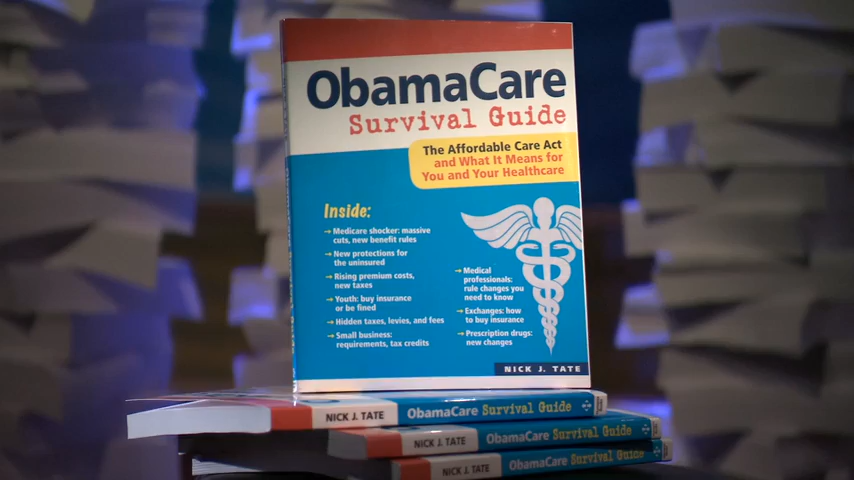 ObamaCare
Survival Guide
The Affordable Care Act
and What It Means for
You and Your Healthcare
Inside:
→ Medicare shocker: massive
cuts, new benefit rules
→ New protections for
the uninsured
→ Rising premium costs,
new taxes
→ Youth: buy insurance
or be fined
→ Hidden taxes, levies, and fees
→ Small business:
requirements, tax credits
→ Medical
professionals:
rule changes you
need to know
→ Exchanges: how
to buy insurance
→ Prescription drugs:
new changes
NICK J. TATE
NICK J. TATE ObamaCare Survival Guide
NICK J. TATE ObamaCare Survival Guide
NICK J. TATE ObamaCare Survival Guide